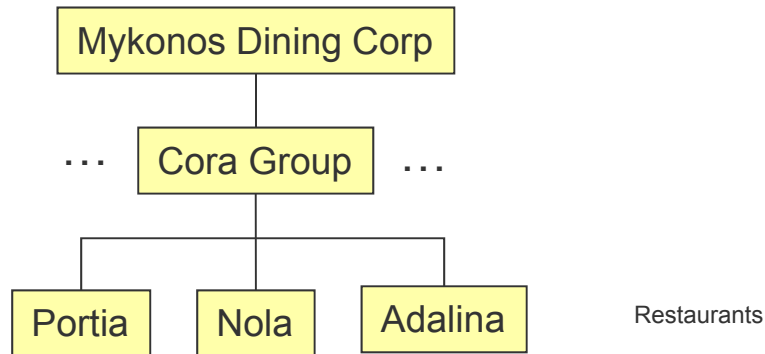 Mykonos Dining Corp
... Cora Group ...
Portia Nola Adalina Restaurants